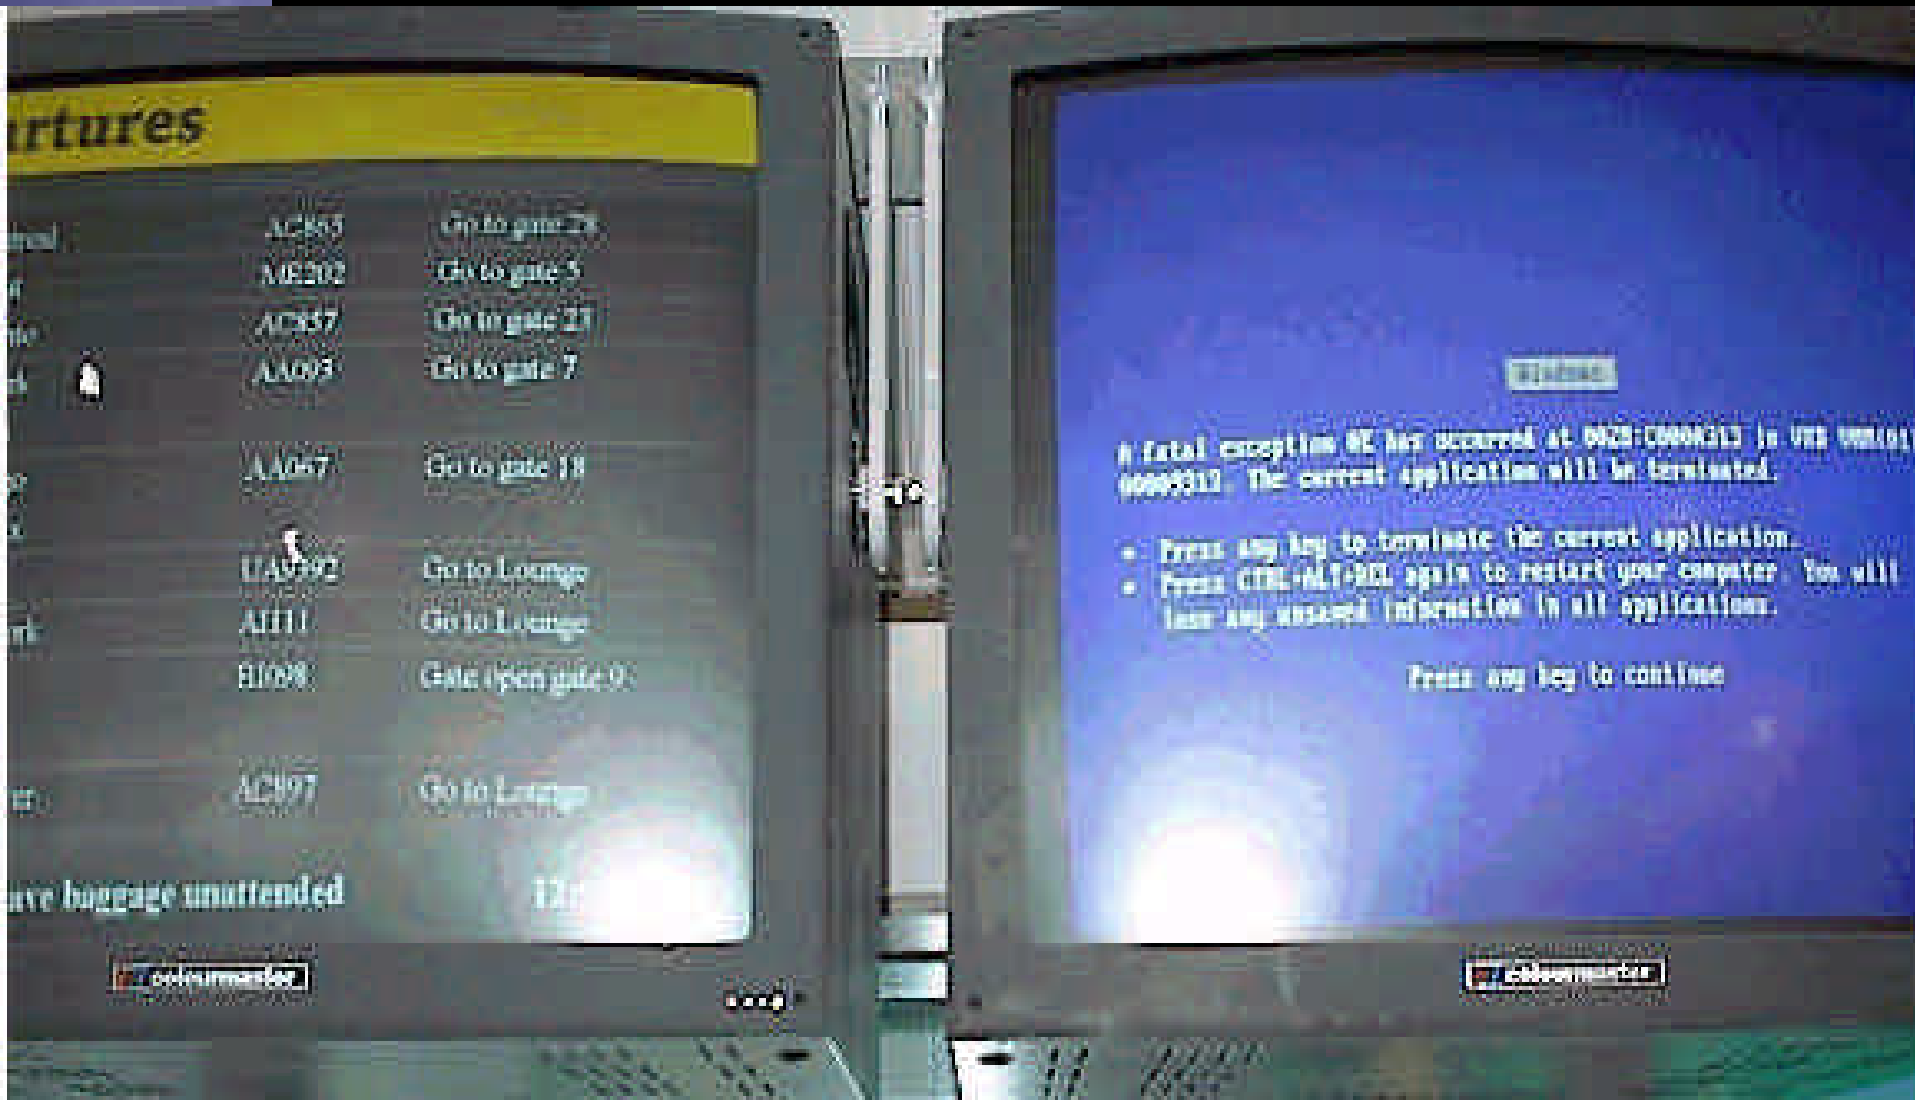 rtures
AC865 Go to gate 28
ME202 Go to gate 5
AC857 Go to gate 23
AA093 Go to gate 7
AA067 Go to gate 18
UA9392 Go to Lounge
AI111 Go to Lounge
Gate open gate 9
AC897 Go to Lounge
ave baggage unattended
colourmaster
Windows
A fatal exception 0E has occurred at in VXD
The current application will be terminated.
• Press any key to terminate the current application.
• Press CTRL+ALT+DEL again to restart your computer. You will
lose any unsaved information in all applications.
Press any key to continue
colourmaster